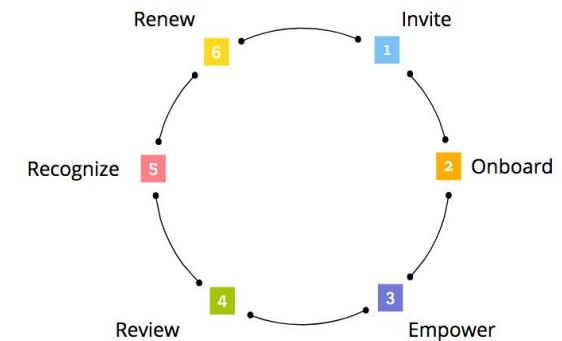 Renew
Invite
6
1
Recognize
5
2
Onboard
4
3
Review
Empower